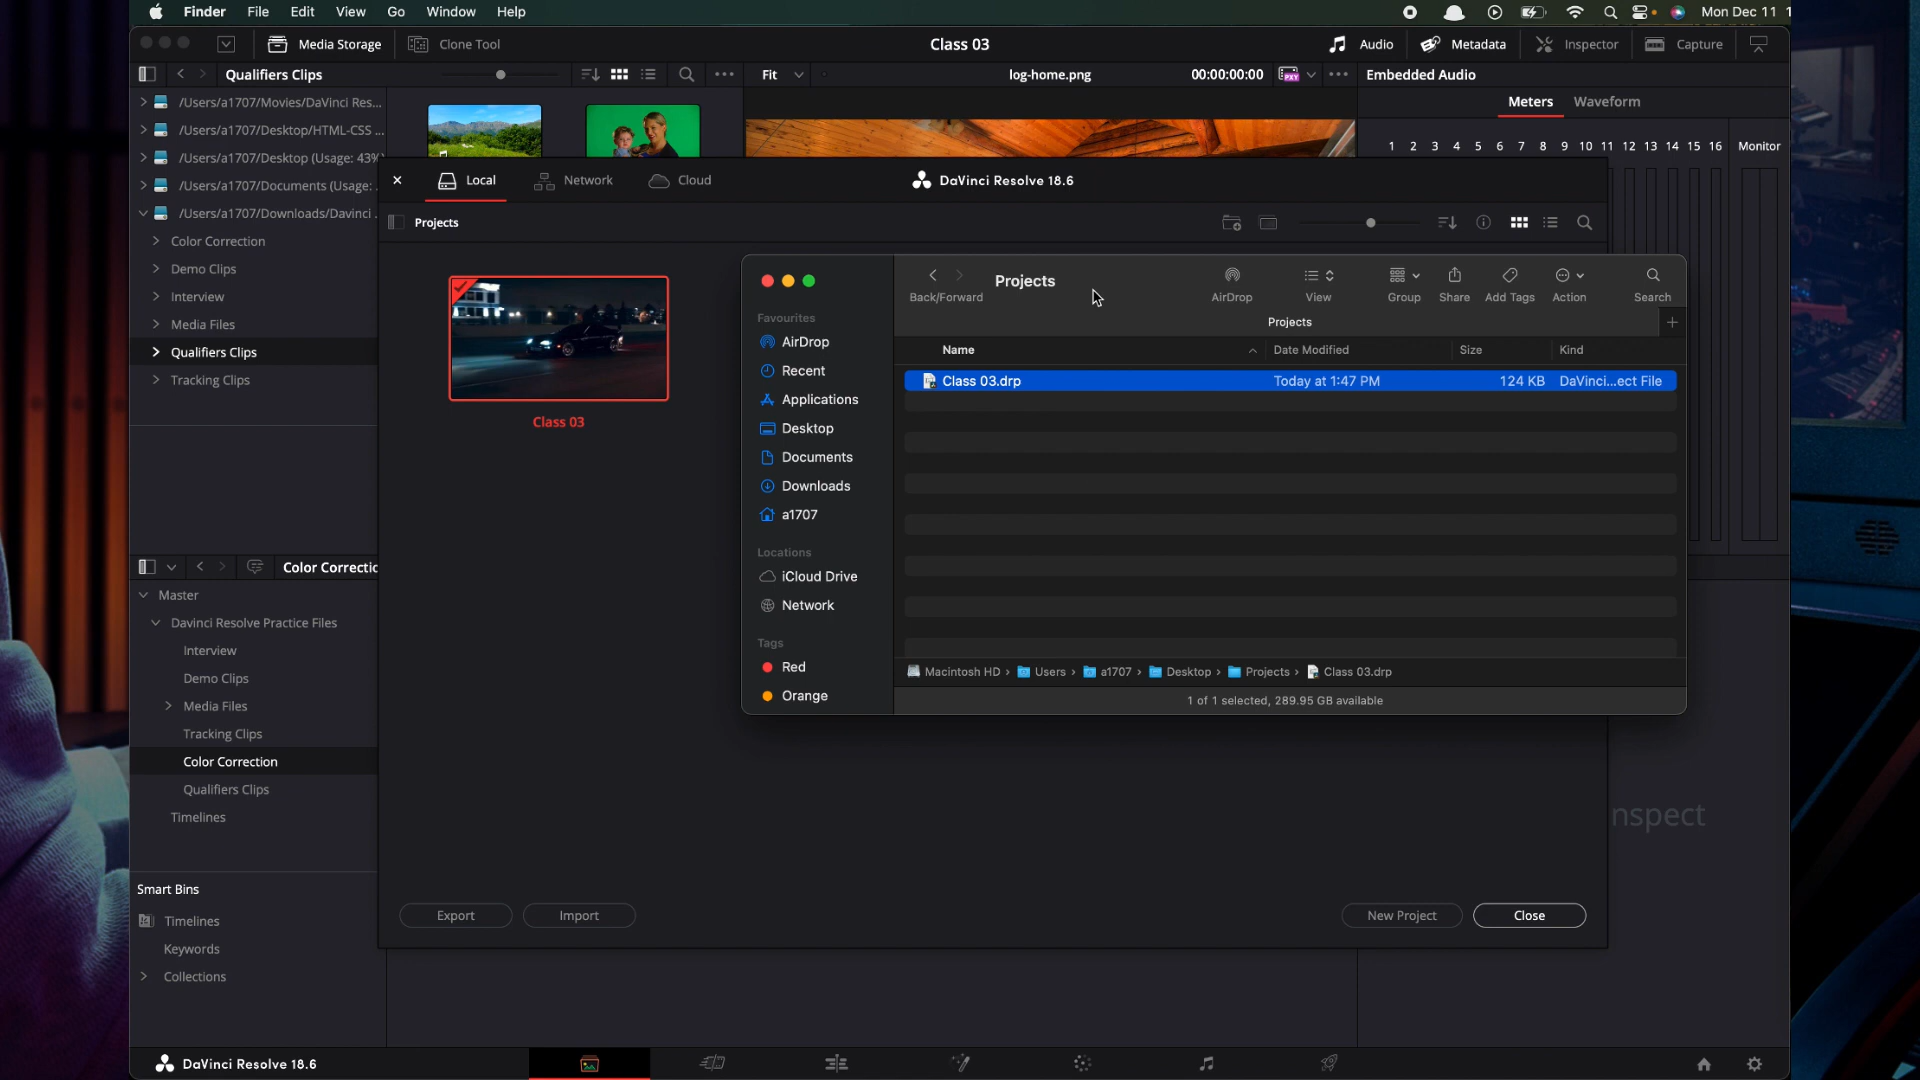 Finder File Edit View Go Window Help Mon Dec 11 1
Media Storage Clone Tool Class 03 Audio Metadata Inspector Capture
Qualifiers Clips Fit log-home.png 00:00:00:00 PXY Embedded Audio
Meters Waveform
1 2 3 4 5 6 7 8 9 10 11 12 13 14 15 16 Monitor
/Users/a1707/Movies/DaVinci Res...
/Users/a1707/Desktop/HTML-CSS ...
/Users/a1707/Desktop (Usage: 43%)
/Users/a1707/Documents (Usage:
/Users/a1707/Downloads/Davinci
Color Correction
Demo Clips
Interview
Media Files
Qualifiers Clips
Tracking Clips
Local Network Cloud DaVinci Resolve 18.6
Projects
Class 03
Back/Forward Projects AirDrop View Group Share Add Tags Action Search
Projects
Favourites
AirDrop
Recent
Applications
Desktop
Documents
Downloads
a1707
Locations
iCloud Drive
Network
Tags
Red
Orange
Name Date Modified Size Kind
Class 03.drp Today at 1:47 PM 124 KB DaVinci...ect File
Macintosh HD › Users › a1707 › Desktop › Projects › Class 03.drp
1 of 1 selected, 289.95 GB available
Color Correctic
Master
Davinci Resolve Practice Files
Interview
Demo Clips
Media Files
Tracking Clips
Color Correction
Qualifiers Clips
Timelines
nspect
Smart Bins
Timelines
Keywords
Collections
Export Import New Project Close
DaVinci Resolve 18.6